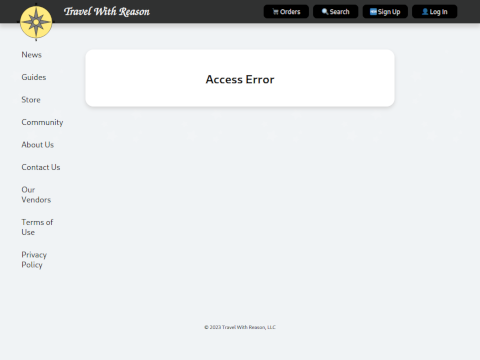 Travel With Reason
Orders
Search
Sign Up
Log In
News
Guides
Store
Community
About Us
Contact Us
Our
Vendors
Terms of
Use
Privacy
Policy
Access Error
© 2023 Travel With Reason, LLC